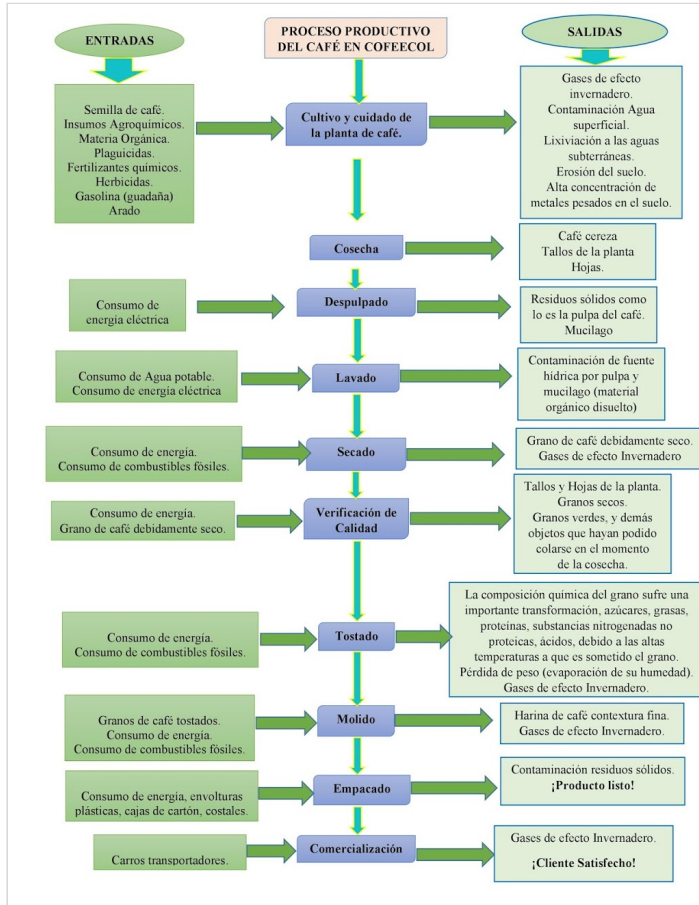 ENTRADAS
PROCESO PRODUCTIVO
DEL CAFÉ EN COFEECOL
SALIDAS
Semilla de café.
Insumos Agroquímicos.
Materia Orgánica.
Plaguicidas.
Fertilizantes químicos.
Herbicidas.
Gasolina (guadaña)
Arado
Cultivo y cuidado de
la planta de café.
Gases de efecto
invernadero.
Contaminación Agua
superficial.
Lixiviación a las aguas
subterráneas.
Erosión del suelo.
Alta concentración de
metales pesados en el suelo.
Cosecha
Café cereza
Tallos de la planta
Hojas.
Consumo de
energía eléctrica
Despulpado
Residuos sólidos como
lo es la pulpa del café.
Mucilago
Consumo de Agua potable.
Consumo de energía eléctrica
Lavado
Contaminación de fuente
hídrica por pulpa y
mucílago (material
orgánico disuelto)
Consumo de energía.
Consumo de combustibles fósiles.
Secado
Grano de café debidamente seco.
Gases de efecto Invernadero
Consumo de energía.
Grano de café debidamente seco.
Verificación de
Calidad
Tallos y Hojas de la planta.
Granos secos.
Granos verdes, y demás
objetos que hayan podido
colarse en el momento
de la cosecha.
Consumo de energía.
Consumo de combustibles fósiles.
Tostado
La composición química del grano sufre una
importante transformación, azúcares, grasas,
proteínas, substancias nitrogenadas no
proteicas, ácidos, debido a las altas
temperaturas a que es sometido el grano.
Pérdida de peso (evaporación de su humedad).
Gases de efecto Invernadero.
Granos de café tostados.
Consumo de energía.
Consumo de combustibles fósiles.
Molido
Harina de café contextura fina.
Gases de efecto Invernadero.
Consumo de energía, envolturas
plásticas, cajas de cartón, costales.
Empacado
Contaminación residuos sólidos.
¡Producto listo!
Carros transportadores.
Comercialización
Gases de efecto Invernadero.
¡Cliente Satisfecho!